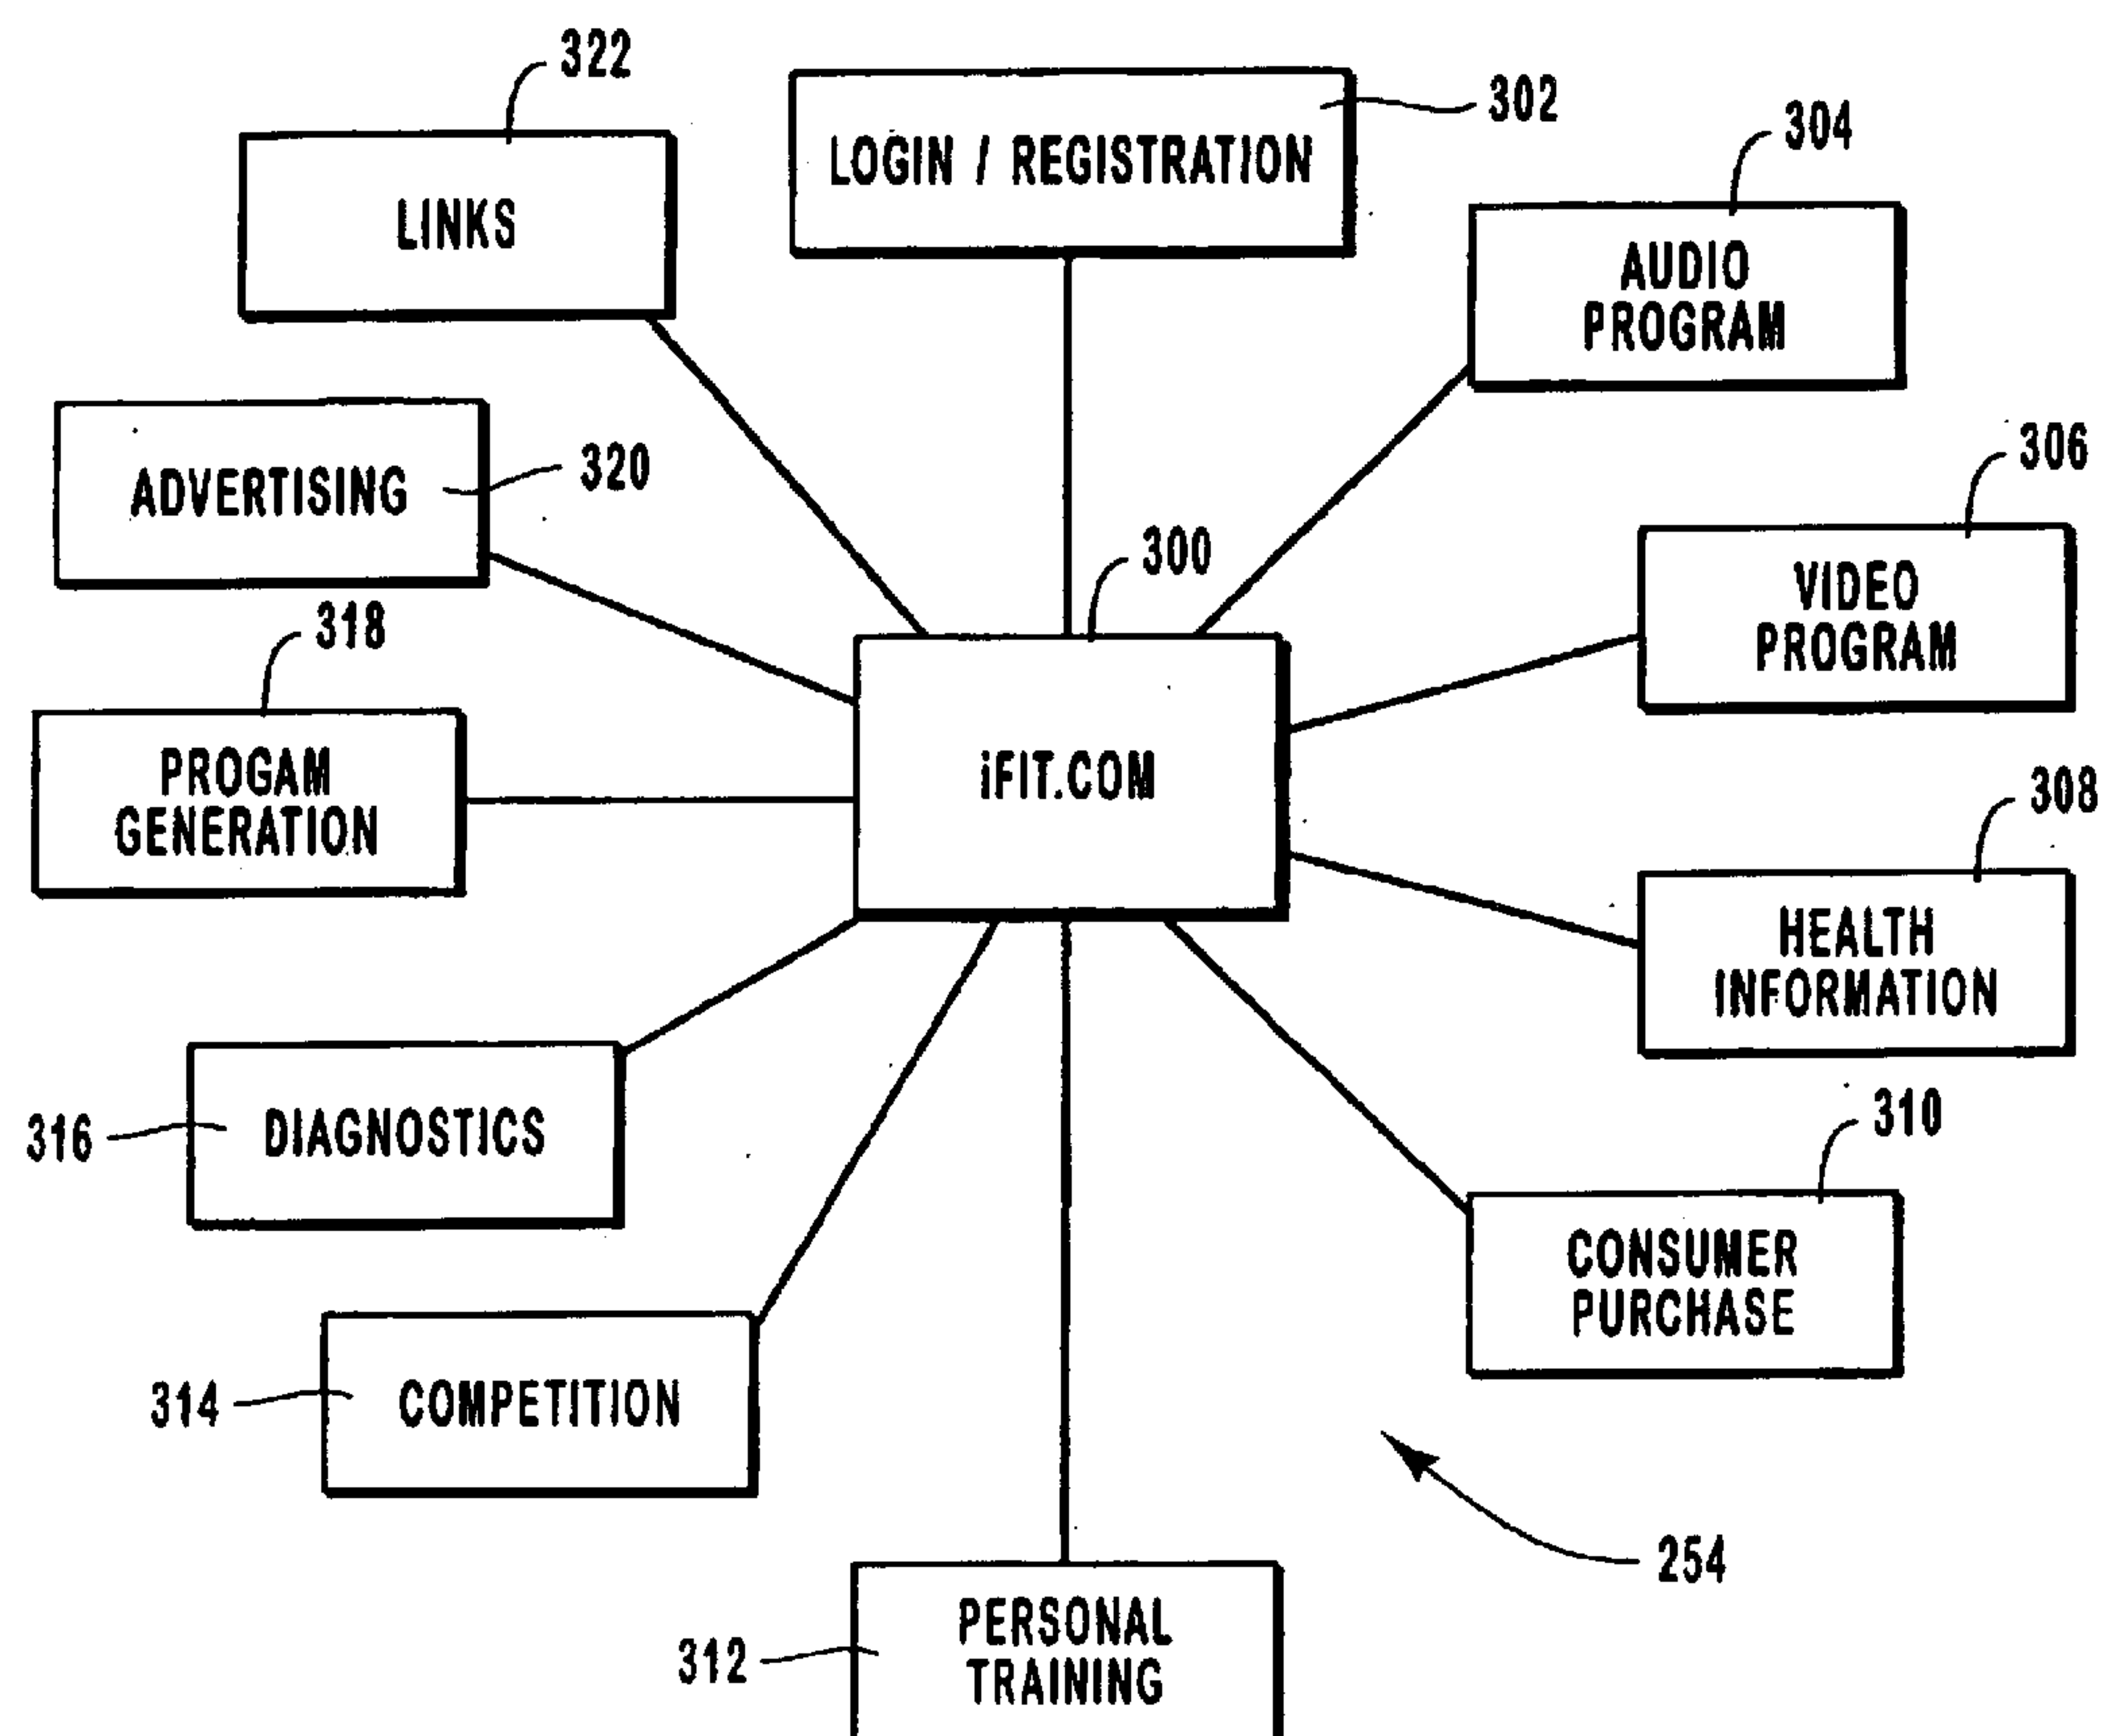 322
LINKS
302
LOGIN / REGISTRATION
304
AUDIO
PROGRAM
320
ADVERTISING
306
VIDEO
PROGRAM
300
iFIT.COM
318
PROGAM
GENERATION
308
HEALTH
INFORMATION
316
DIAGNOSTICS
310
CONSUMER
PURCHASE
314
COMPETITION
254
312
PERSONAL
TRAINING